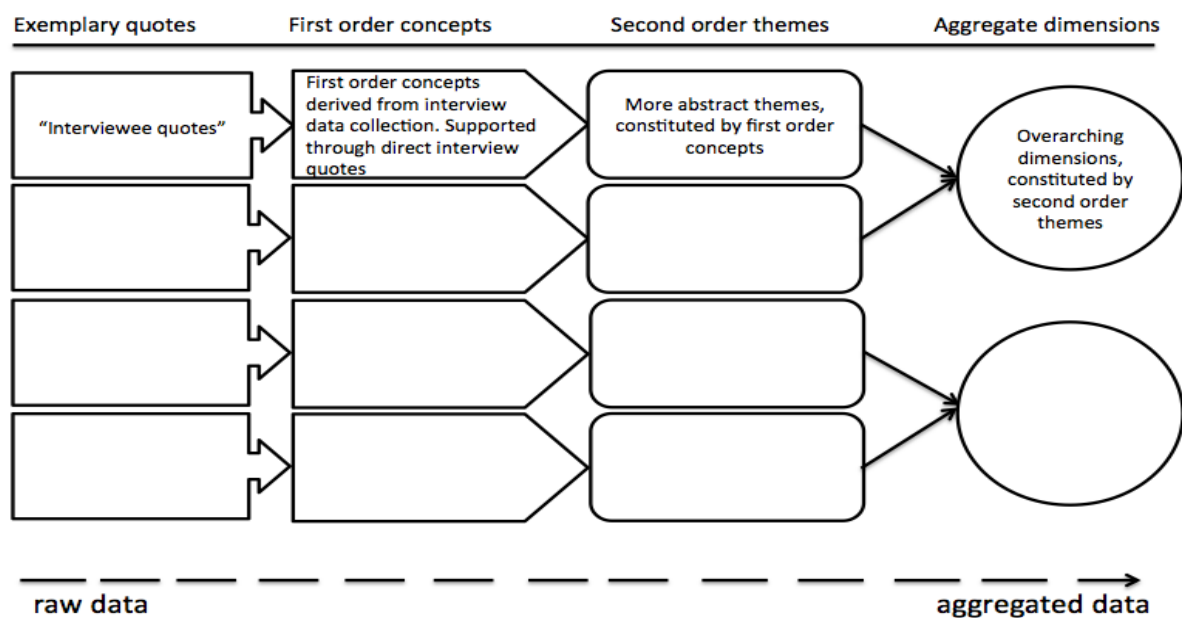 Exemplary quotes
First order concepts
Second order themes
Aggregate dimensions
“Interviewee quotes”
First order concepts
derived from interview
data collection. Supported
through direct interview
quotes
More abstract themes,
constituted by first order
concepts
Overarching
dimensions,
constituted by
second order
themes
raw data
aggregated data